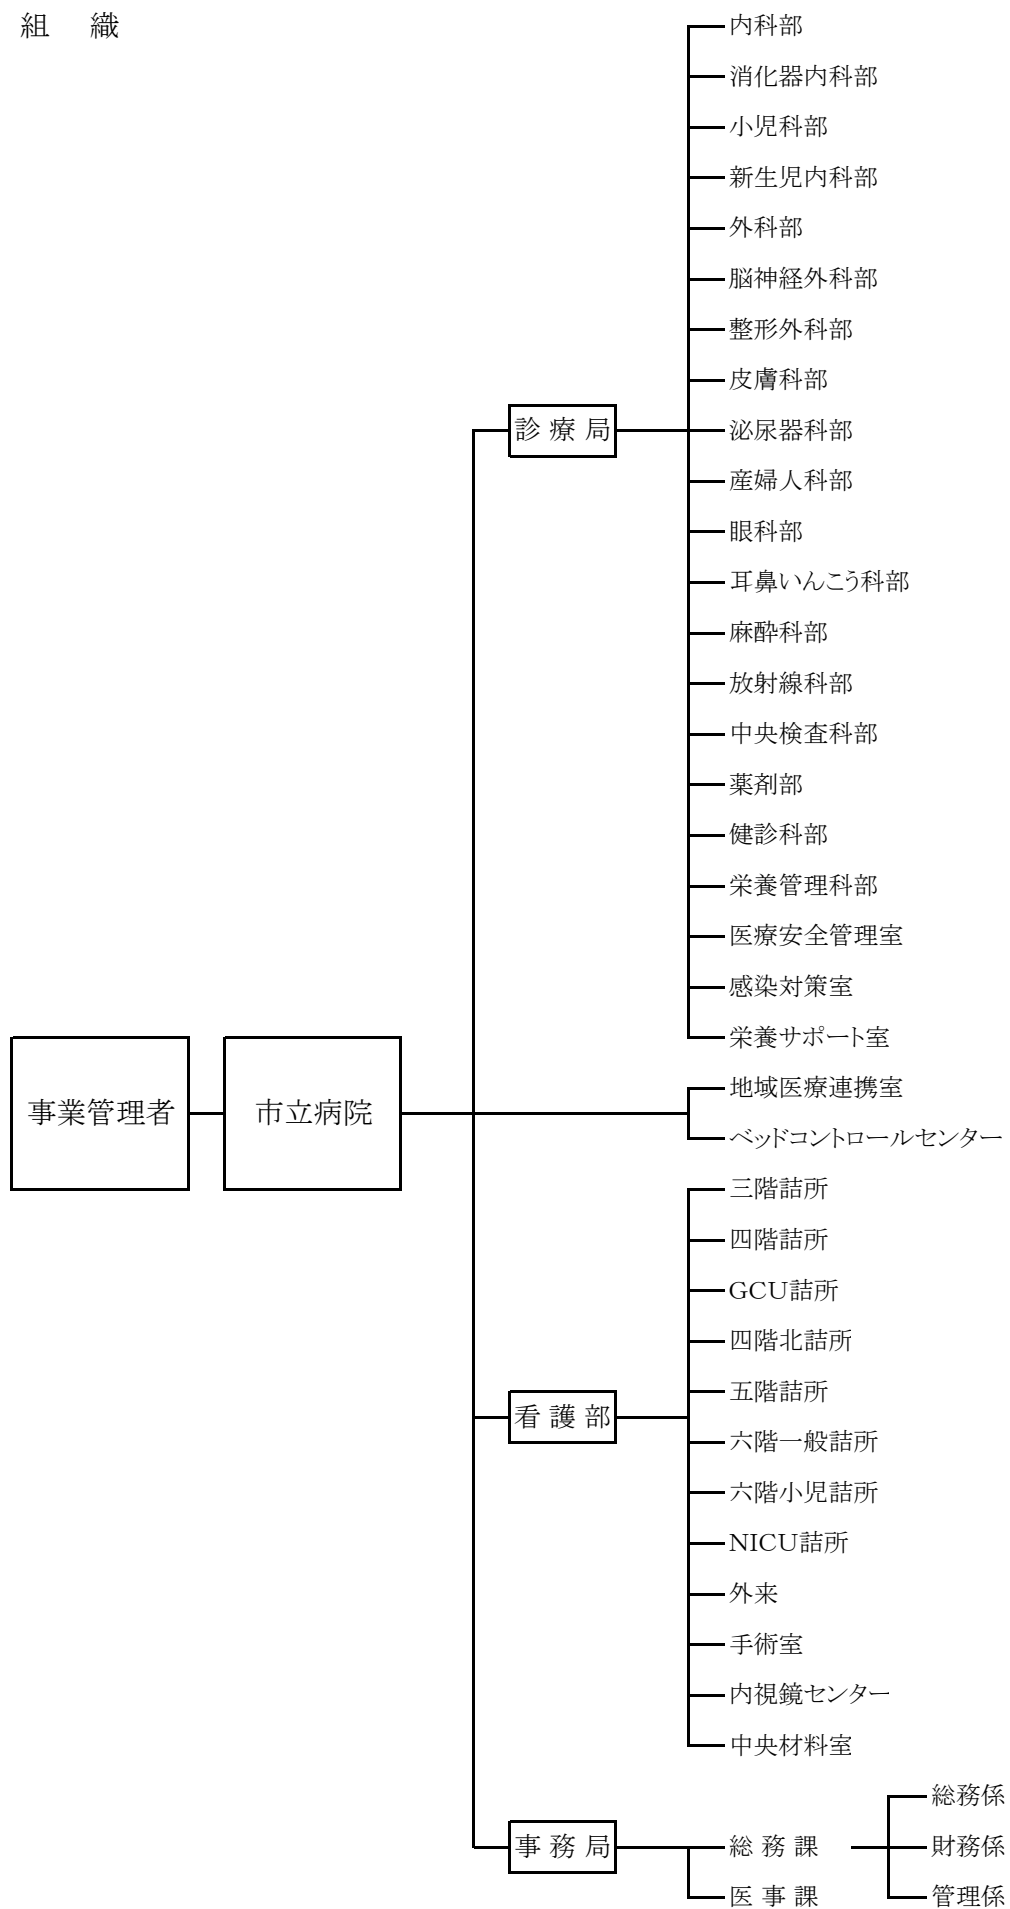 組　織
内科部
消化器内科部
小児科部
新生児内科部
外科部
脳神経外科部
整形外科部
皮膚科部
診 療 局
泌尿器科部
産婦人科部
眼科部
耳鼻いんこう科部
麻酔科部
放射線科部
中央検査科部
薬剤部
健診科部
栄養管理科部
医療安全管理室
感染対策室
栄養サポート室
事業管理者
市立病院
地域医療連携室
ベッドコントロールセンター
三階詰所
四階詰所
GCU詰所
四階北詰所
五階詰所
看 護 部
六階一般詰所
六階小児詰所
NICU詰所
外来
手術室
内視鏡センター
中央材料室
事 務 局
総 務 課
総務係
財務係
管理係
医 事 課